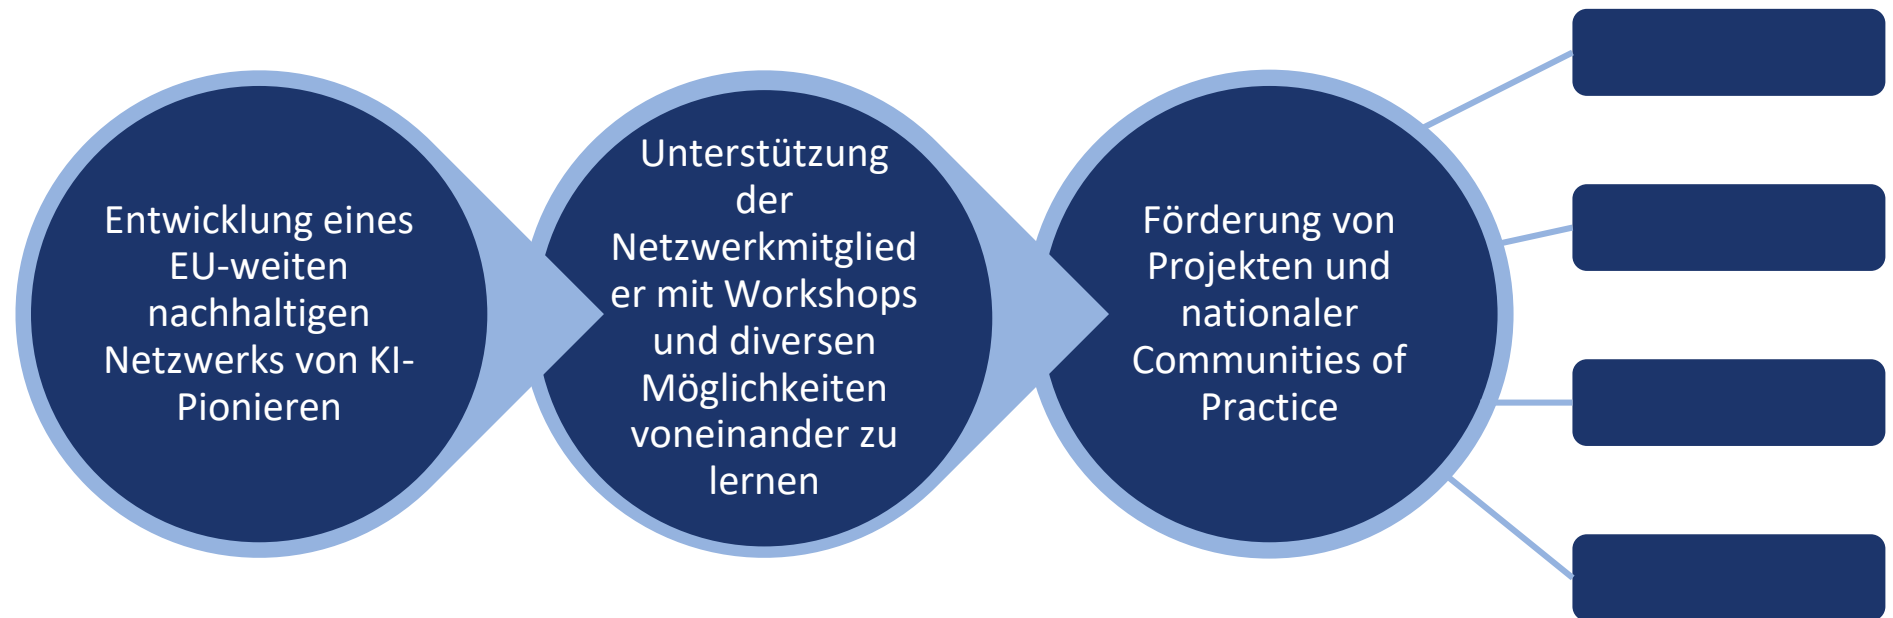 Entwicklung eines
EU-weiten
nachhaltigen
Netzwerks von KI-
Pionieren
Unterstützung
der
Netzwerkmitglied
er mit Workshops
und diversen
Möglichkeiten
voneinander zu
lernen
Förderung von
Projekten und
nationaler
Communities of
Practice